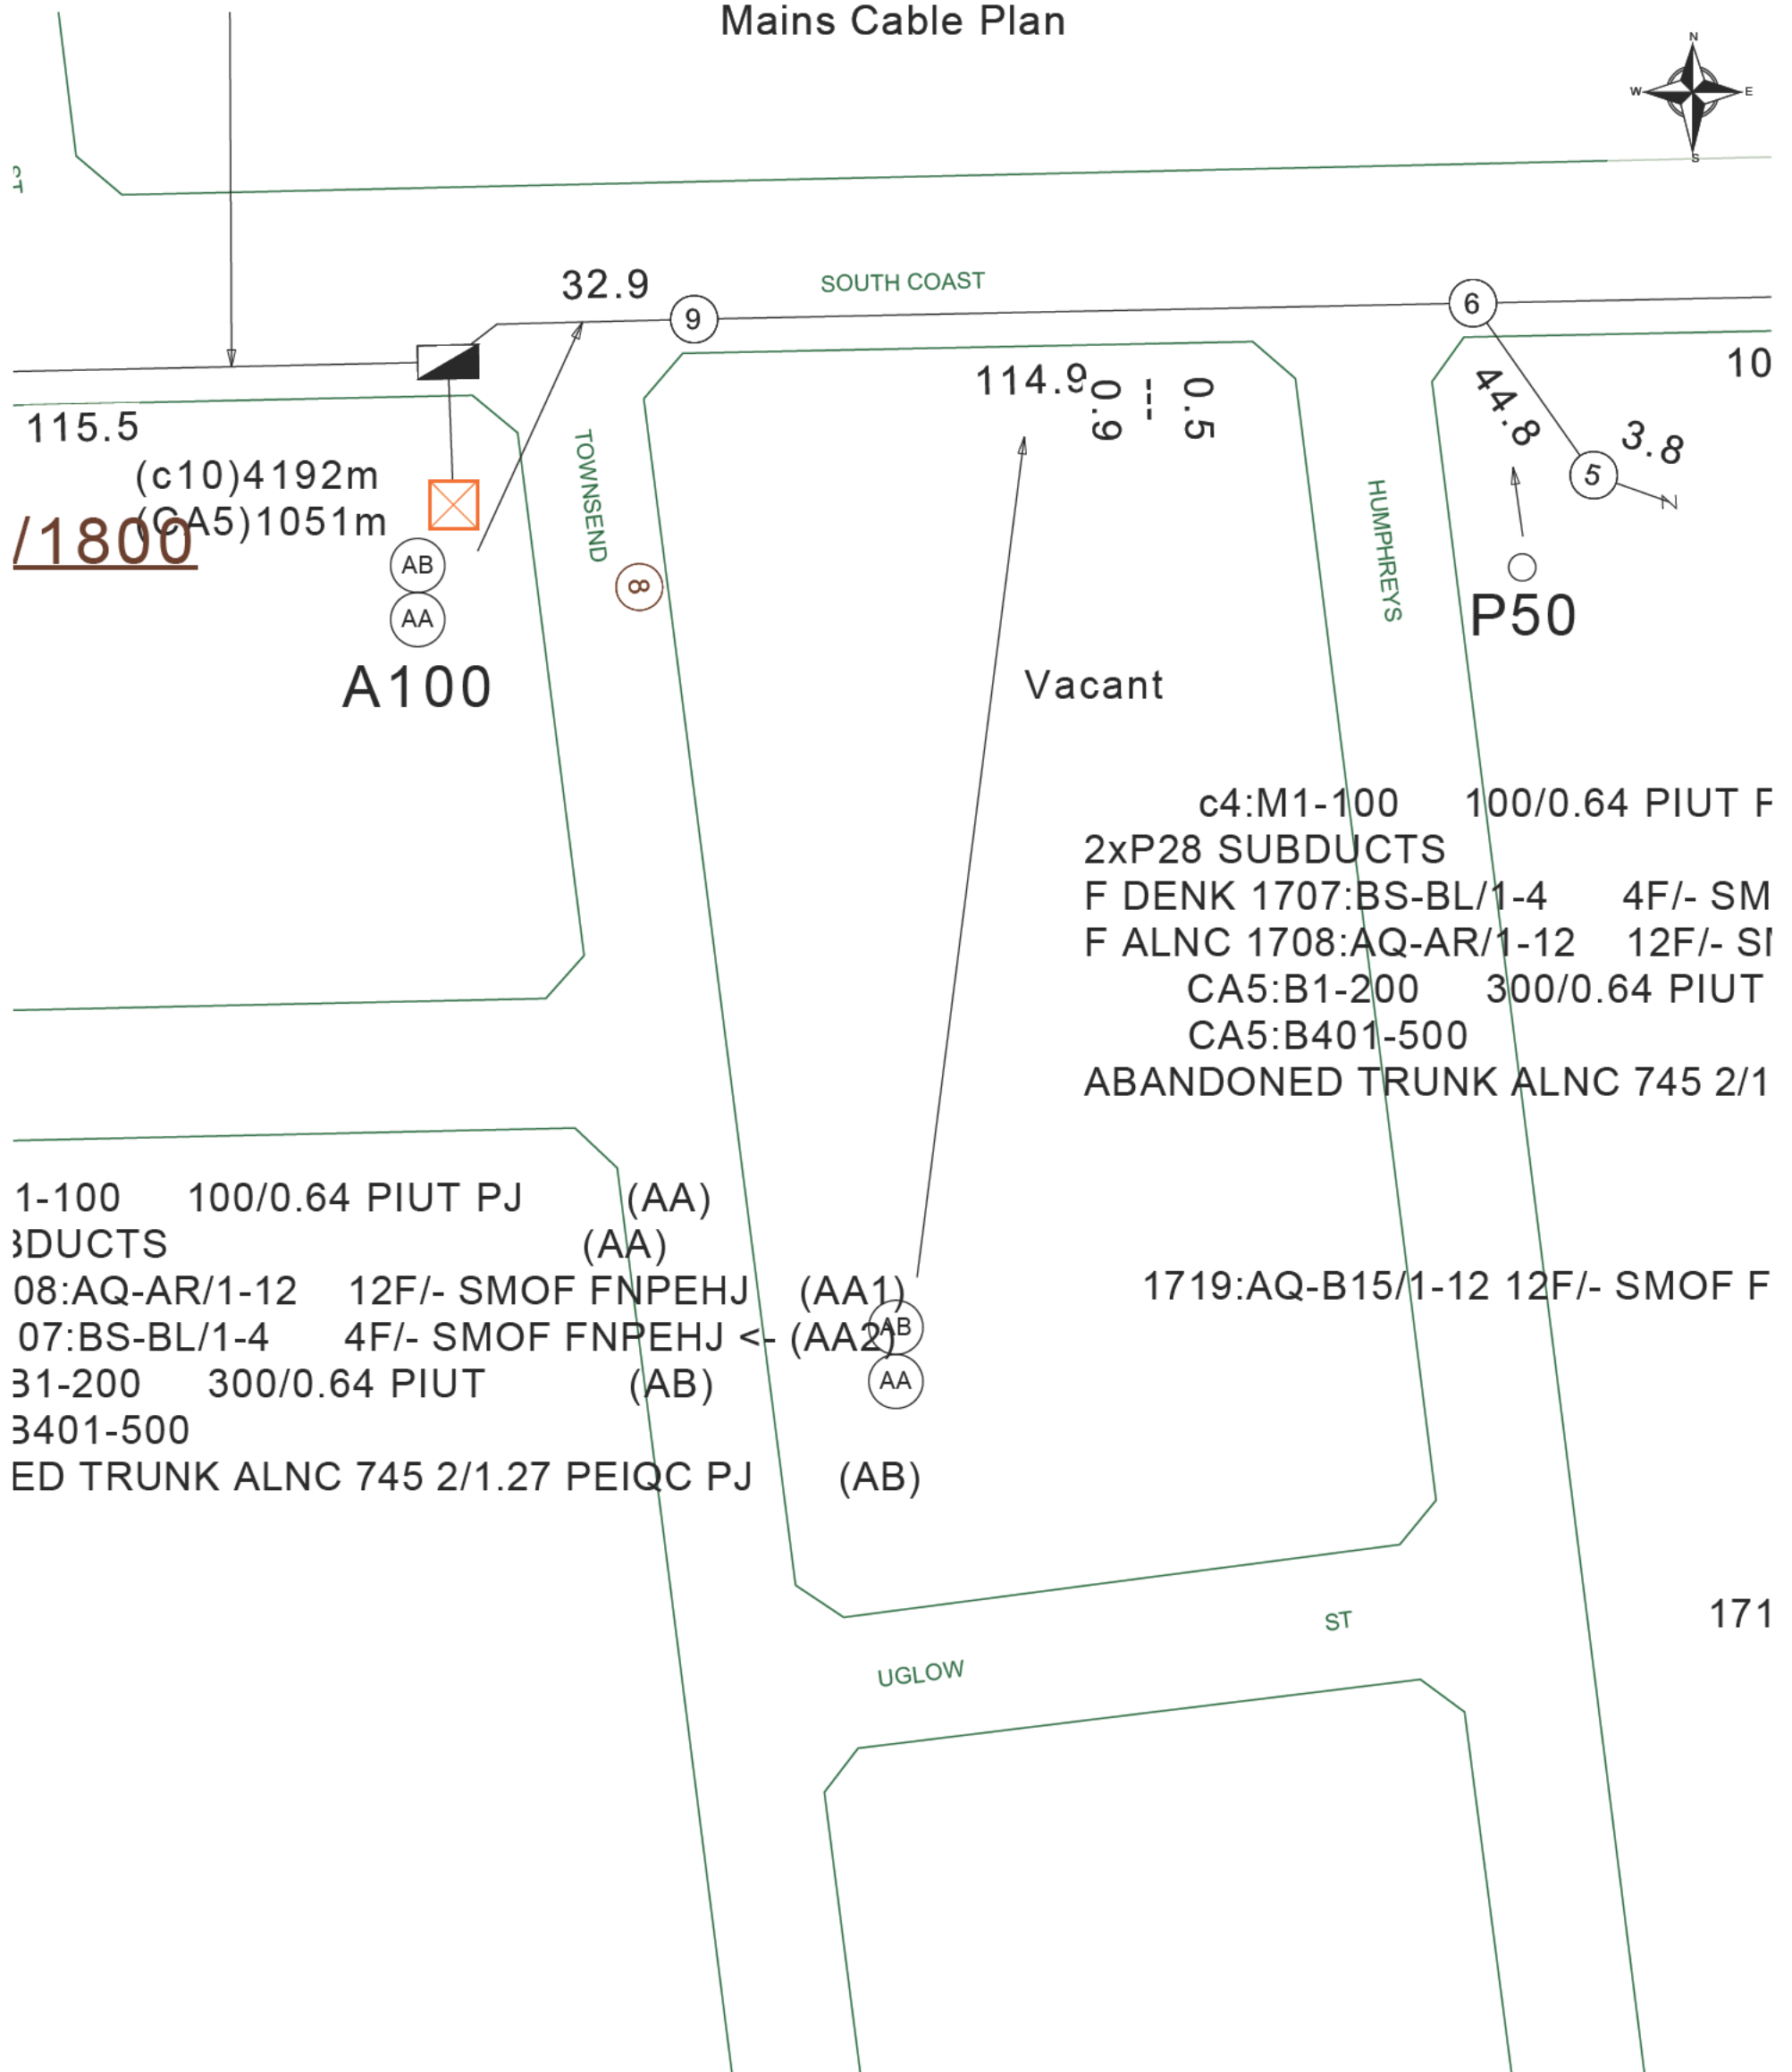 Mains Cable Plan
N
W
E
S
ST
32.9
SOUTH COAST
9
6
114.9
0.9
0.5
10
115.5
44.8
3.8
5
(c10)4192m
(CA5)1051m
/1800
TOWNSEND
HUMPHREYS
AB
AA
8
P50
A100
Vacant
c4:M1-100 100/0.64 PIUT P
2xP28 SUBDUCTS
F DENK 1707:BS-BL/1-4 4F/- SM
F ALNC 1708:AQ-AR/1-12 12F/- SM
CA5:B1-200 300/0.64 PIUT
CA5:B401-500
ABANDONED TRUNK ALNC 745 2/1
1-100 100/0.64 PIUT PJ (AA)
BDUCTS (AA)
08:AQ-AR/1-12 12F/- SMOF FNPEHJ (AA1)
07:BS-BL/1-4 4F/- SMOF FNPEHJ <- (AA2)
B1-200 300/0.64 PIUT (AB)
B401-500
ED TRUNK ALNC 745 2/1.27 PEIQC PJ (AB)
1719:AQ-B15/1-12 12F/- SMOF F
AB
AA
171
ST
UGLOW